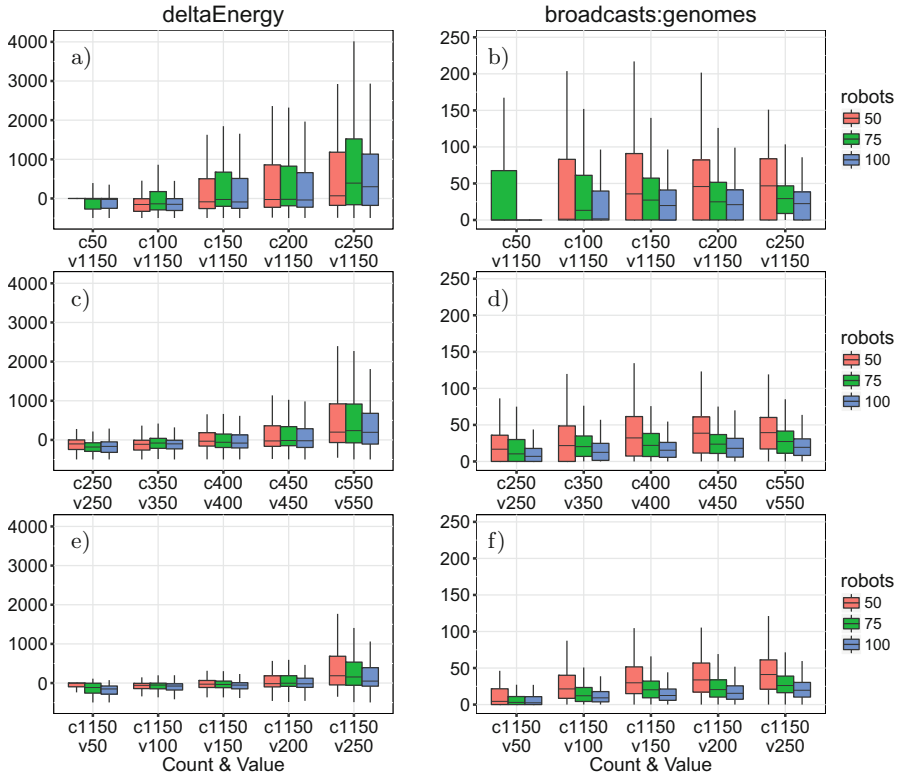 deltaEnergy
broadcasts:genomes
a)
4000
3000
2000
1000
0
c50 c100 c150 c200 c250
v1150 v1150 v1150 v1150 v1150
b)
250
200
150
100
50
0
c50 c100 c150 c200 c250
v1150 v1150 v1150 v1150 v1150
robots
50
75
100
c)
4000
3000
2000
1000
0
c250 c350 c400 c450 c550
v250 v350 v400 v450 v550
d)
250
200
150
100
50
0
c250 c350 c400 c450 c550
v250 v350 v400 v450 v550
robots
50
75
100
e)
4000
3000
2000
1000
0
c1150 c1150 c1150 c1150 c1150
v50 v100 v150 v200 v250
Count & Value
f)
250
200
150
100
50
0
c1150 c1150 c1150 c1150 c1150
v50 v100 v150 v200 v250
Count & Value
robots
50
75
100